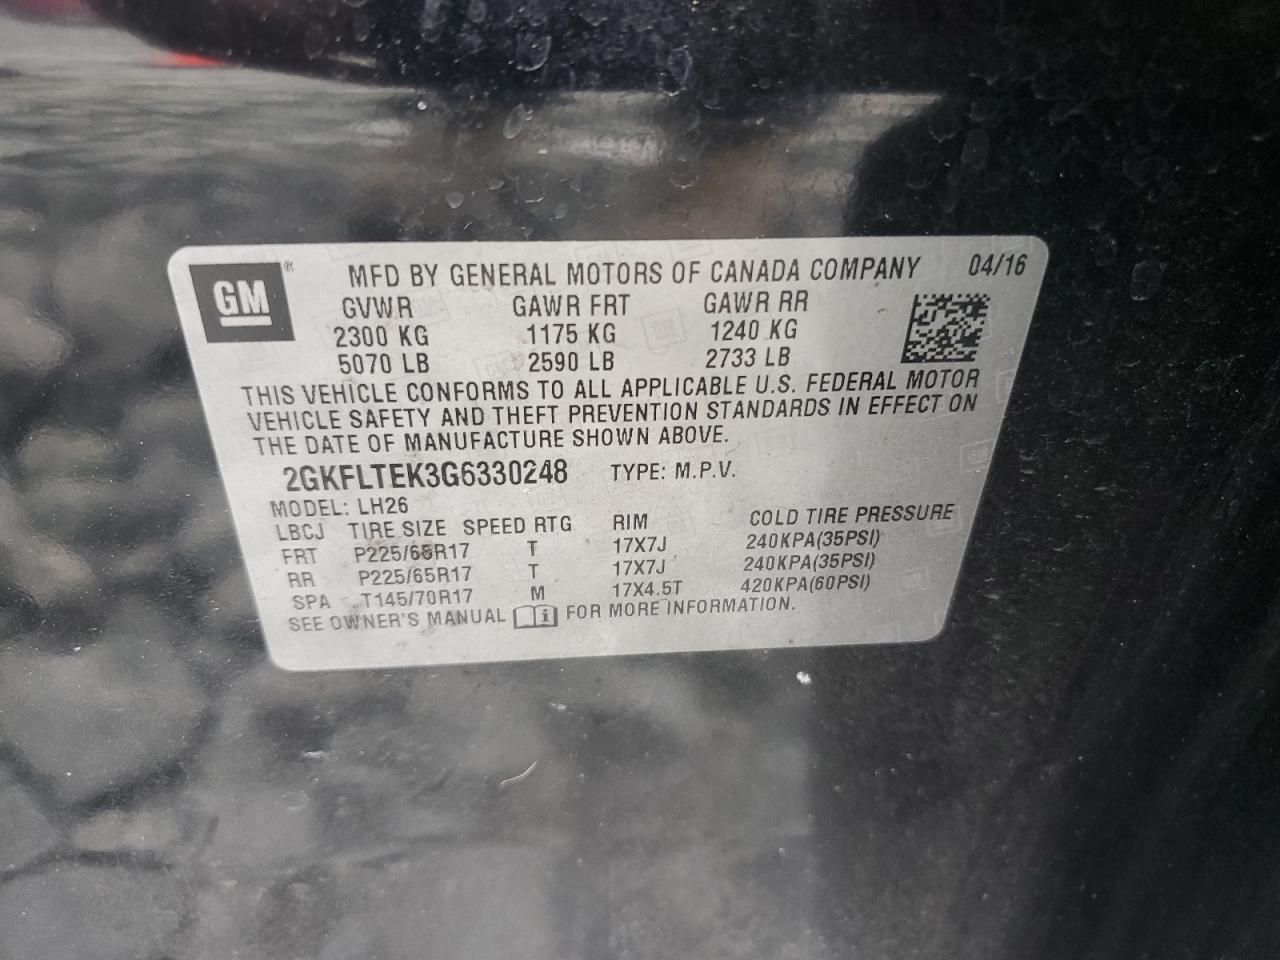 GM ® MFD BY GENERAL MOTORS OF CANADA COMPANY 04/16
GVWR GAWR FRT GAWR RR
2300 KG 1175 KG 1240 KG
5070 LB 2590 LB 2733 LB
THIS VEHICLE CONFORMS TO ALL APPLICABLE U.S. FEDERAL MOTOR
VEHICLE SAFETY AND THEFT PREVENTION STANDARDS IN EFFECT ON
THE DATE OF MANUFACTURE SHOWN ABOVE.
2GKFLTEK3G6330248 TYPE: M.P.V.
MODEL: LH26
LBCJ TIRE SIZE SPEED RTG RIM COLD TIRE PRESSURE
FRT P225/65R17 T 17X7J 240KPA(35PSI)
RR P225/65R17 T 17X7J 240KPA(35PSI)
SPA T145/70R17 M 17X4.5T 420KPA(60PSI)
SEE OWNER'S MANUAL i FOR MORE INFORMATION.